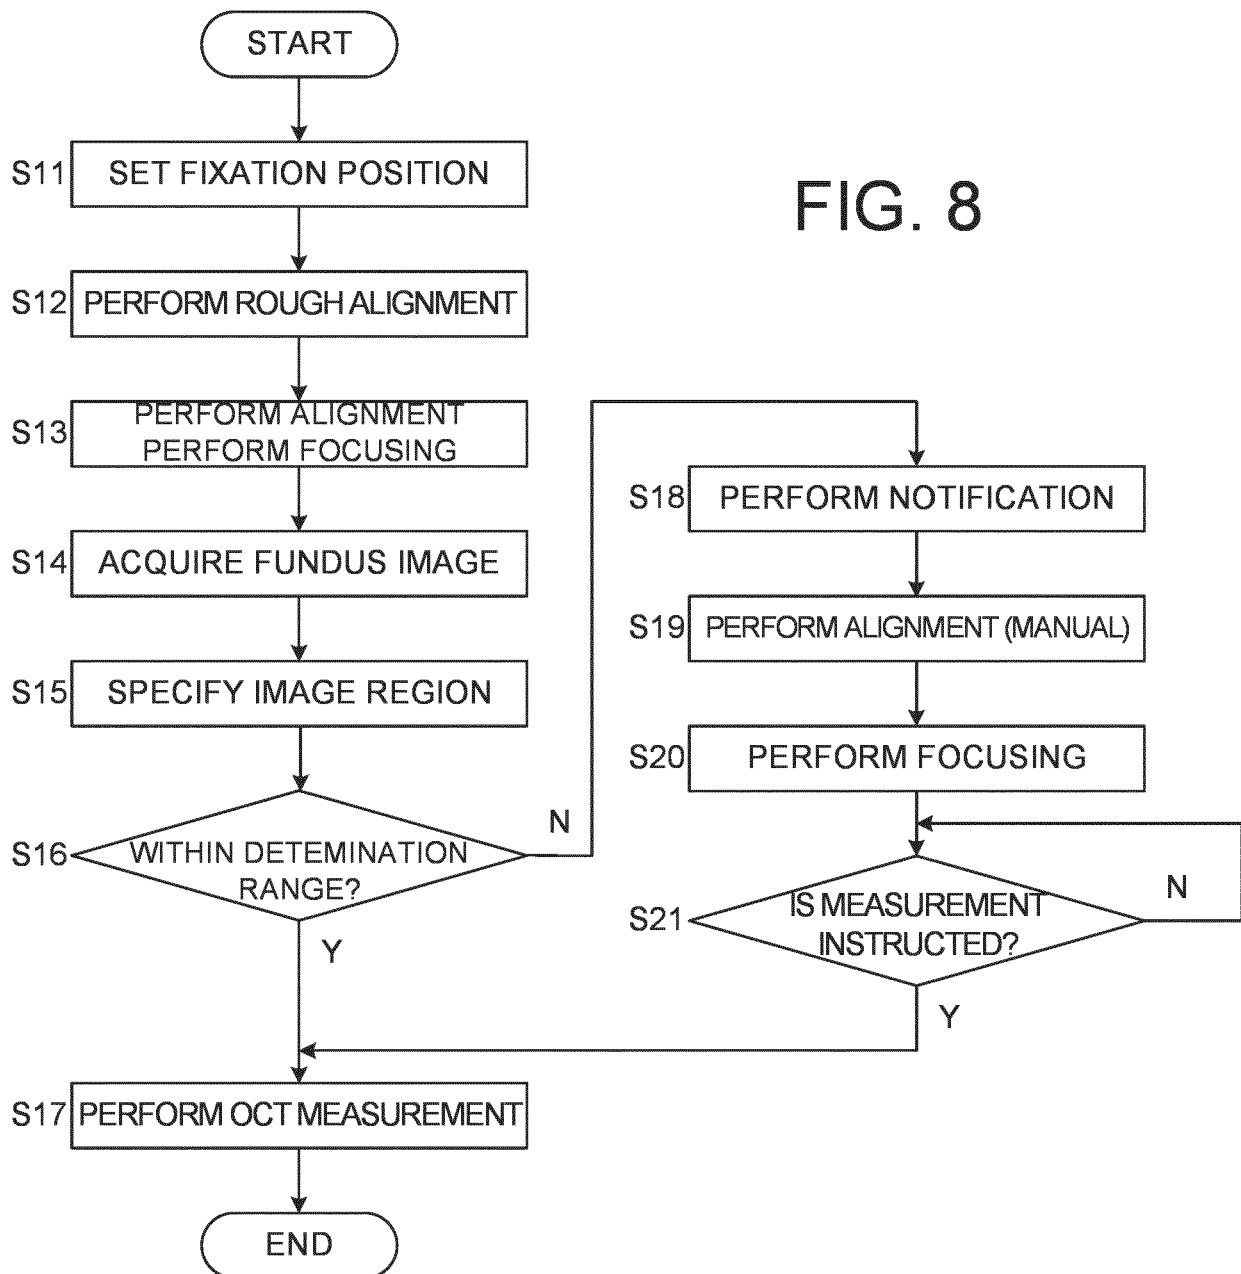 START
S11
SET FIXATION POSITION
FIG. 8
S12
PERFORM ROUGH ALIGNMENT
S13
PERFORM ALIGNMENT
PERFORM FOCUSING
S14
ACQUIRE FUNDUS IMAGE
S15
SPECIFY IMAGE REGION
S16
WITHIN DETEMINATION
RANGE?
N
Y
S17
PERFORM OCT MEASUREMENT
END
S18
PERFORM NOTIFICATION
S19
PERFORM ALIGNMENT (MANUAL)
S20
PERFORM FOCUSING
S21
IS MEASUREMENT
INSTRUCTED?
N
Y